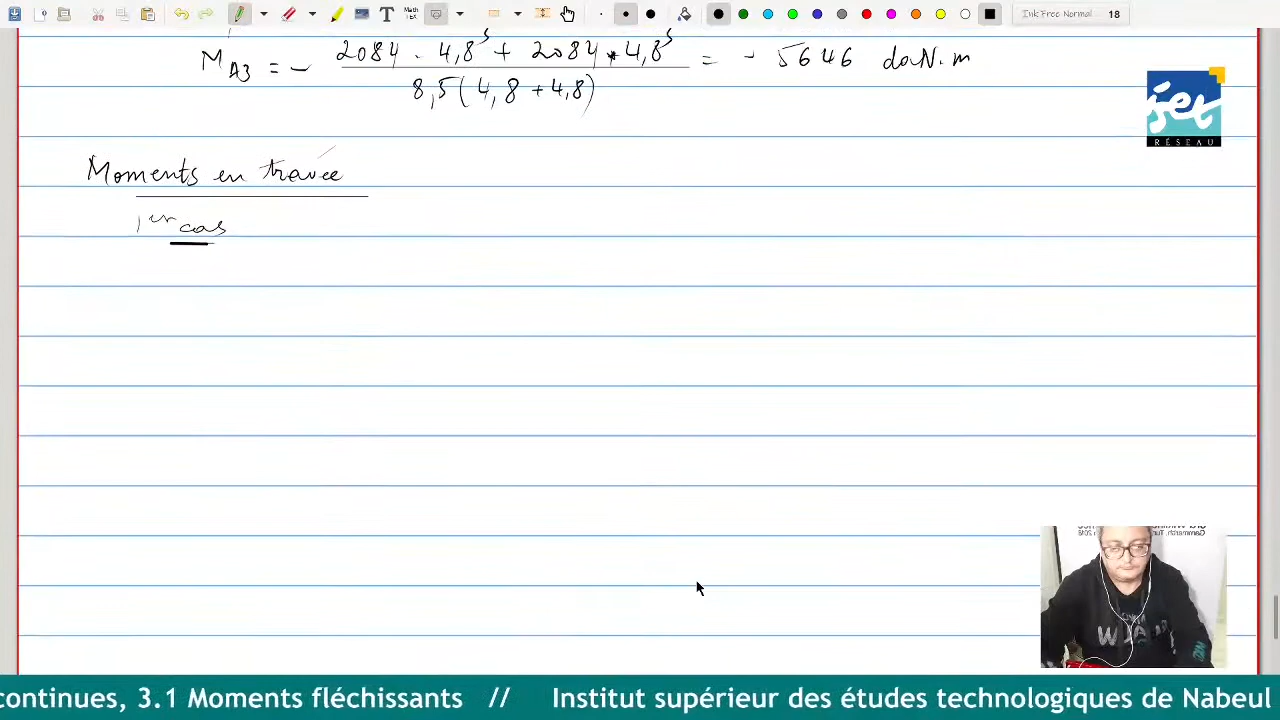 Ink Free Normal 18
2084 . 4,8³ + 2084 * 4,8³
M_A3 = - ――― = - 5646 daN.m
8,5(4,8 + 4,8)
iset
RÉSEAU
Moments en travée
1er cas
continues, 3.1 Moments fléchissants // Institut supérieur des études technologiques de Nabeul